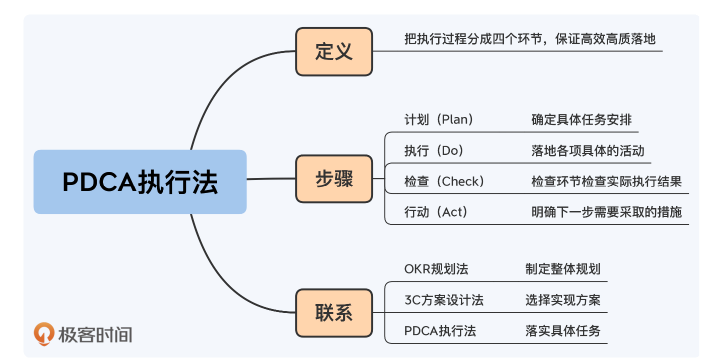 PDCA执行法
定义
把执行过程分成四个环节，保证高效高质落地
步骤
计划（Plan） 确定具体任务安排
执行（Do） 落地各项具体的活动
检查（Check） 检查环节检查实际执行结果
行动（Act） 明确下一步需要采取的措施
联系
OKR规划法 制定整体规划
3C方案设计法 选择实现方案
PDCA执行法 落实具体任务
极客时间